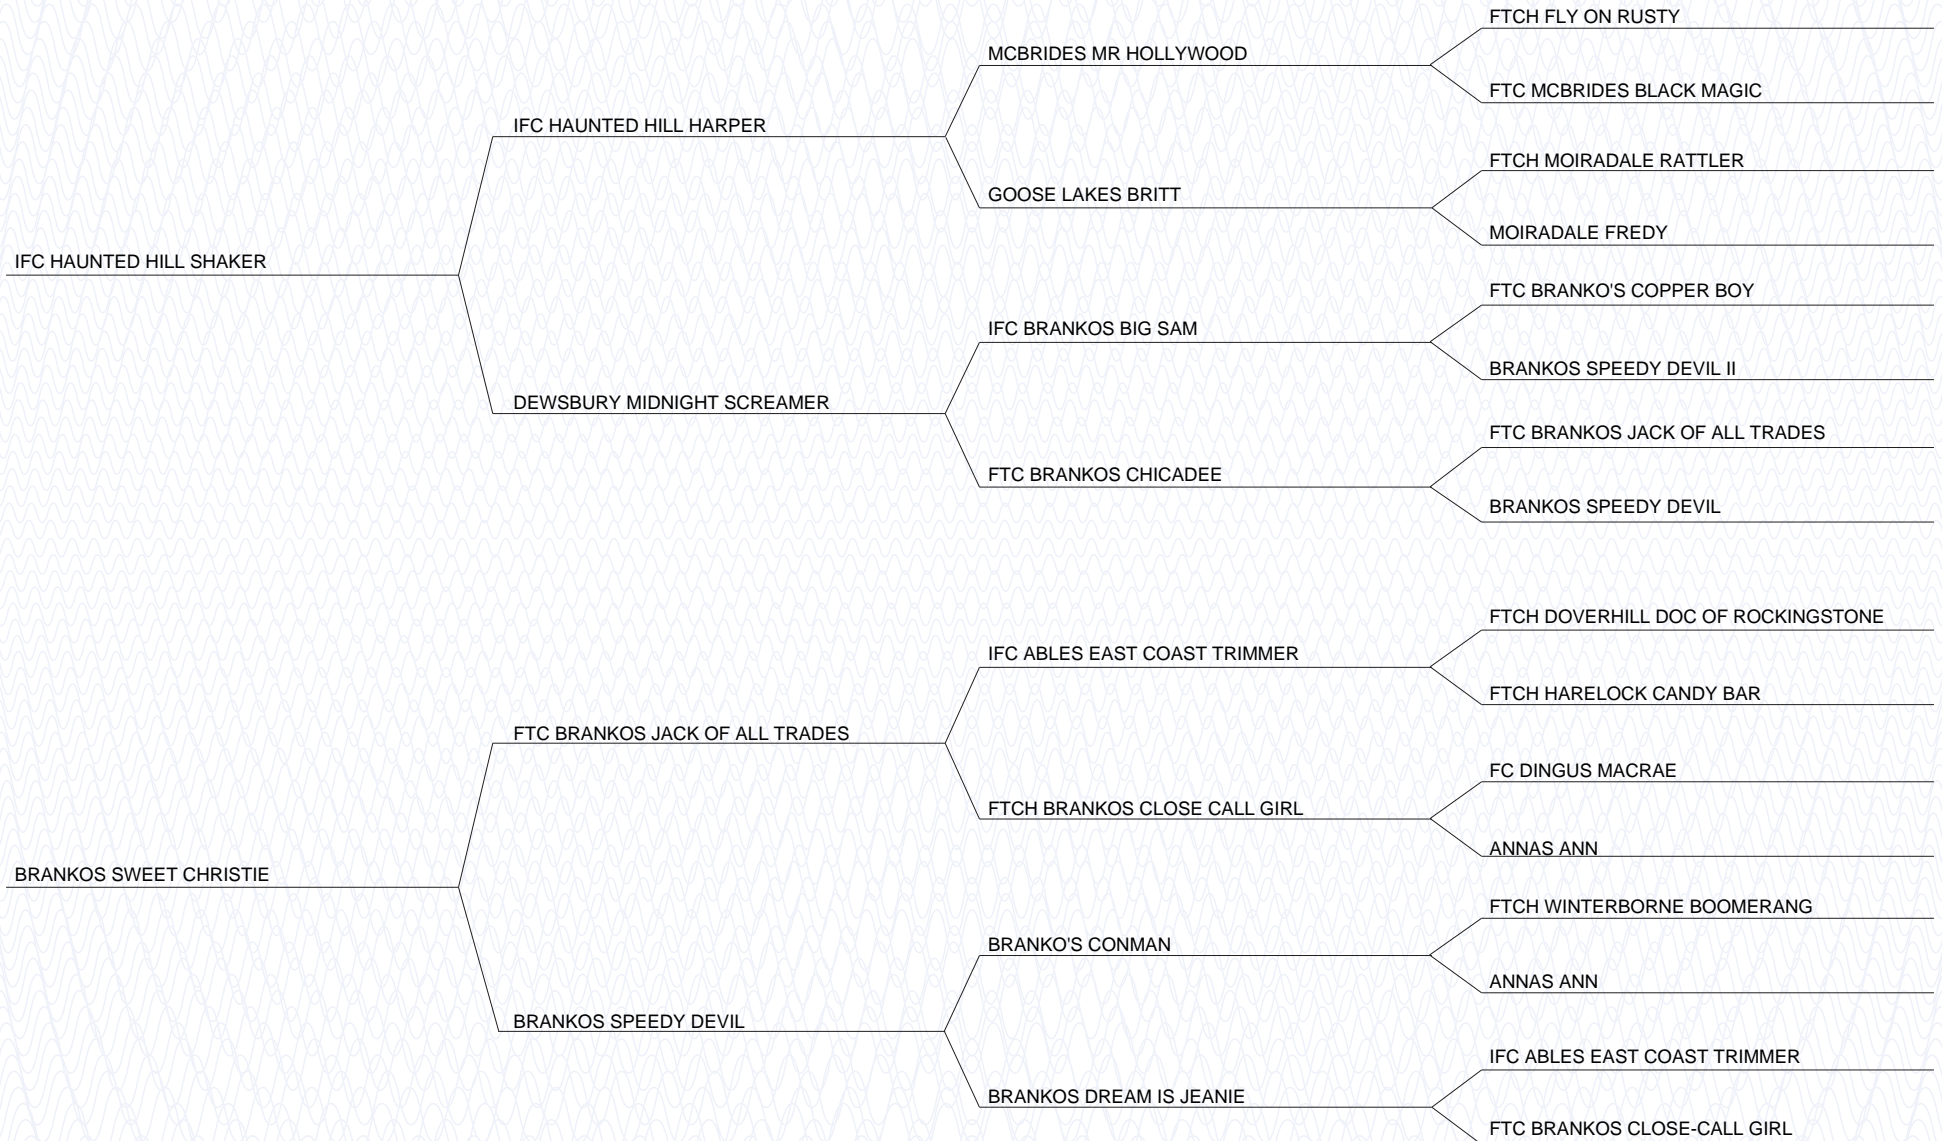 FTCH FLY ON RUSTY
MCBRIDES MR HOLLYWOOD
FTC MCBRIDES BLACK MAGIC
IFC HAUNTED HILL HARPER
FTCH MOIRADALE RATTLER
GOOSE LAKES BRITT
MOIRADALE FREDY
IFC HAUNTED HILL SHAKER
FTC BRANKO'S COPPER BOY
IFC BRANKOS BIG SAM
BRANKOS SPEEDY DEVIL II
DEWSBURY MIDNIGHT SCREAMER
FTC BRANKOS JACK OF ALL TRADES
FTC BRANKOS CHICADEE
BRANKOS SPEEDY DEVIL
FTCH DOVERHILL DOC OF ROCKINGSTONE
IFC ABLES EAST COAST TRIMMER
FTCH HARELOCK CANDY BAR
FTC BRANKOS JACK OF ALL TRADES
FC DINGUS MACRAE
FTCH BRANKOS CLOSE CALL GIRL
ANNAS ANN
BRANKOS SWEET CHRISTIE
FTCH WINTERBORNE BOOMERANG
BRANKO'S CONMAN
ANNAS ANN
BRANKOS SPEEDY DEVIL
IFC ABLES EAST COAST TRIMMER
BRANKOS DREAM IS JEANIE
FTC BRANKOS CLOSE-CALL GIRL